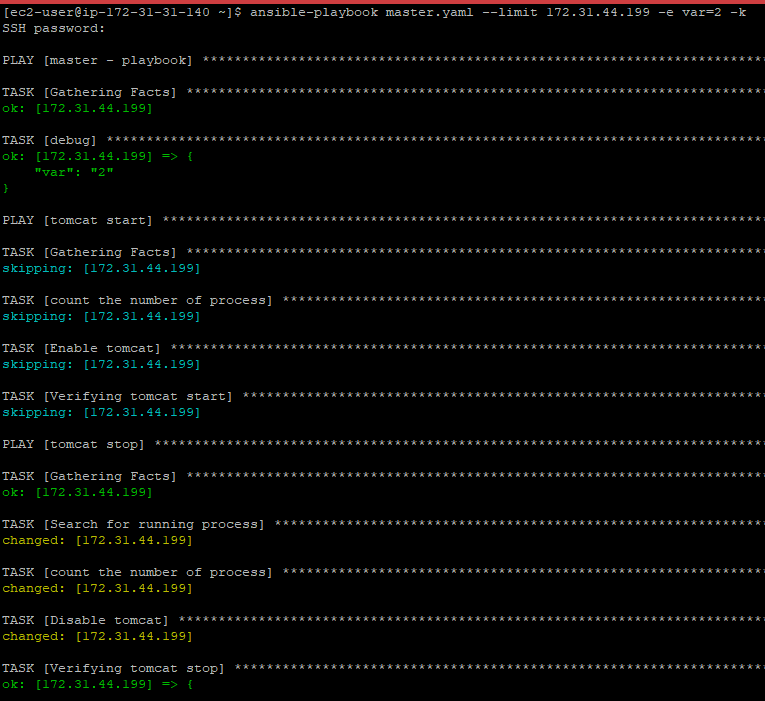 [ec2-user@ip-172-31-31-140 ~]$ ansible-playbook master.yaml --limit 172.31.44.199 -e var=2 -k
SSH password:
PLAY [master - playbook] **********************************************************************
TASK [Gathering Facts] ************************************************************************
ok: [172.31.44.199]
TASK [debug] **********************************************************************************
ok: [172.31.44.199] => {
    "var": "2"
}
PLAY [tomcat start] ***************************************************************************
TASK [Gathering Facts] ************************************************************************
skipping: [172.31.44.199]
TASK [count the number of process] ************************************************************
skipping: [172.31.44.199]
TASK [Enable tomcat] **************************************************************************
skipping: [172.31.44.199]
TASK [Verifying tomcat start] *****************************************************************
skipping: [172.31.44.199]
PLAY [tomcat stop] ****************************************************************************
TASK [Gathering Facts] ************************************************************************
ok: [172.31.44.199]
TASK [Search for running process] *************************************************************
changed: [172.31.44.199]
TASK [count the number of process] ************************************************************
changed: [172.31.44.199]
TASK [Disable tomcat] *************************************************************************
changed: [172.31.44.199]
TASK [Verifying tomcat stop] ******************************************************************
ok: [172.31.44.199] => {